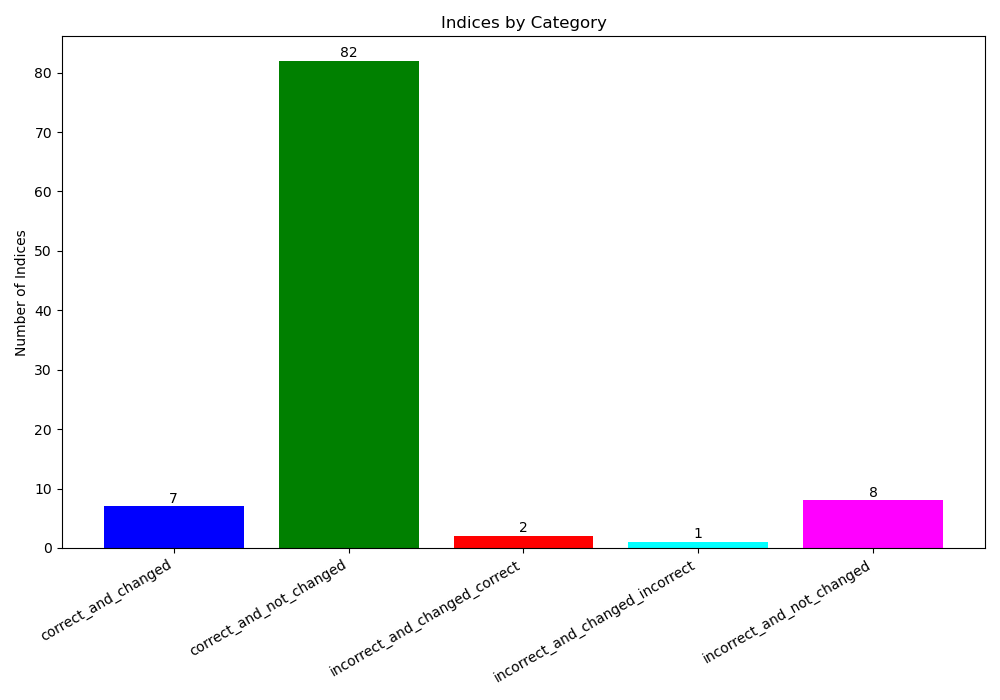 Indices by Category
Number of Indices
80
70
60
50
40
30
20
10
0
7
82
2
1
8
correct_and_changed
correct_and_not_changed
incorrect_and_changed_correct
incorrect_and_changed_incorrect
incorrect_and_not_changed